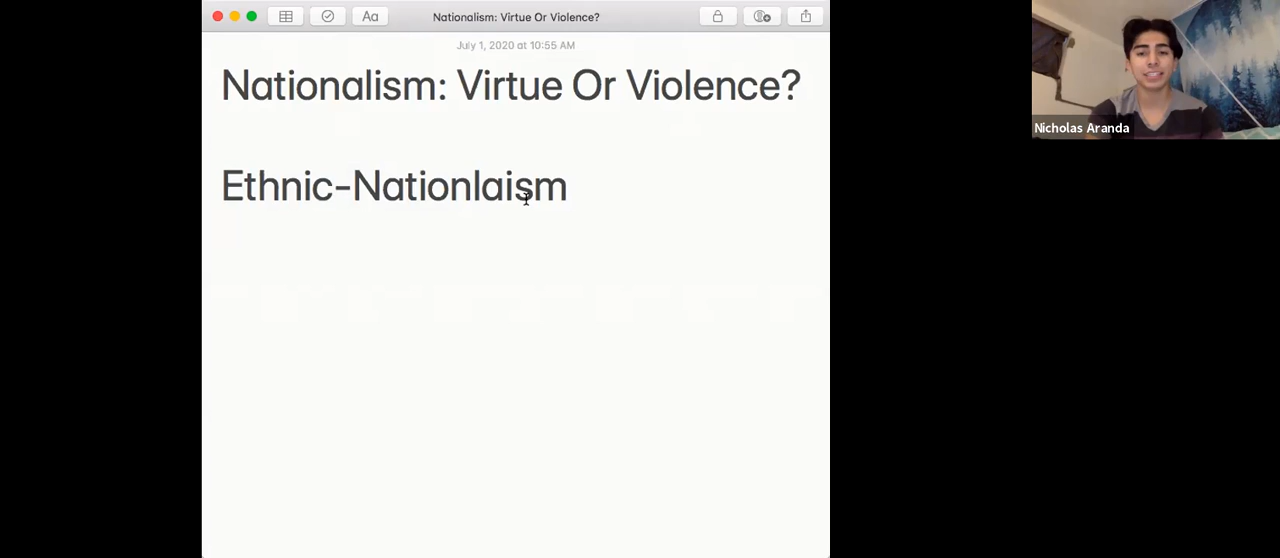 Aa
Nationalism: Virtue Or Violence?
July 1, 2020 at 10:55 AM
Nationalism: Virtue Or Violence?
Ethnic-Nationlaism
Nicholas Aranda